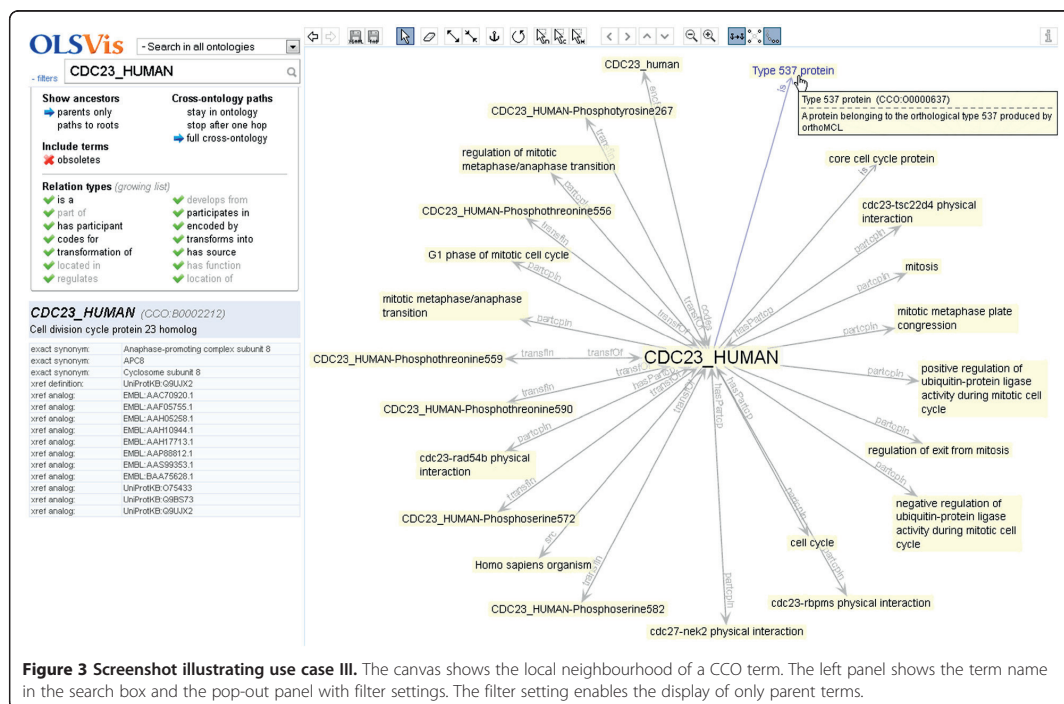 OLSVis
- Search in all ontologies
- filters
CDC23_HUMAN
Show ancestors
parents only
paths to roots
Include terms
obsoletes
Cross-ontology paths
stay in ontology
stop after one hop
full cross-ontology
Relation types (growing list)
is a
part of
has participant
codes for
transformation of
located in
regulates
develops from
participates in
encoded by
transforms into
has source
has function
location of
CDC23_HUMAN (CCO:B0002212)
Cell division cycle protein 23 homolog
exact synonym: Anaphase-promoting complex subunit 8
exact synonym: APC8
exact synonym: Cyclosome subunit 8
xref definition: UniProtKB:Q9UJX2
xref analog: EMBL:AAC70920.1
xref analog: EMBL:AAF05755.1
xref analog: EMBL:AAH05258.1
xref analog: EMBL:AAH10944.1
xref analog: EMBL:AAH17713.1
xref analog: EMBL:AAP88812.1
xref analog: EMBL:AAS99353.1
xref analog: EMBL:BAA75628.1
xref analog: UniProtKB:O75433
xref analog: UniProtKB:Q9BS73
xref analog: UniProtKB:Q9UJX2
CDC23_human
Type 537 protein
Type 537 protein (CCO:O0000637)
A protein belonging to the orthological type 537 produced by
orthoMCL
CDC23_HUMAN-Phosphotyrosine267
regulation of mitotic
metaphase/anaphase transition
core cell cycle protein
CDC23_HUMAN-Phosphothreonine556
cdc23-tsc22d4 physical
interaction
G1 phase of mitotic cell cycle
mitosis
mitotic metaphase/anaphase
transition
mitotic metaphase plate
congression
CDC23_HUMAN-Phosphothreonine559
transfIn
transfOf
CDC23_HUMAN
positive regulation of
ubiquitin-protein ligase
activity during mitotic cell
cycle
CDC23_HUMAN-Phosphothreonine590
regulation of exit from mitosis
cdc23-rad54b physical
interaction
negative regulation of
ubiquitin-protein ligase
activity during mitotic cell
cycle
CDC23_HUMAN-Phosphoserine572
cell cycle
Homo sapiens organism
CDC23_HUMAN-Phosphoserine582
cdc23-rbpms physical interaction
cdc27-nek2 physical interaction
is
is
codes
src
partcpIn
hasPartcp
Figure 3 Screenshot illustrating use case III. The canvas shows the local neighbourhood of a CCO term. The left panel shows the term name
in the search box and the pop-out panel with filter settings. The filter setting enables the display of only parent terms.